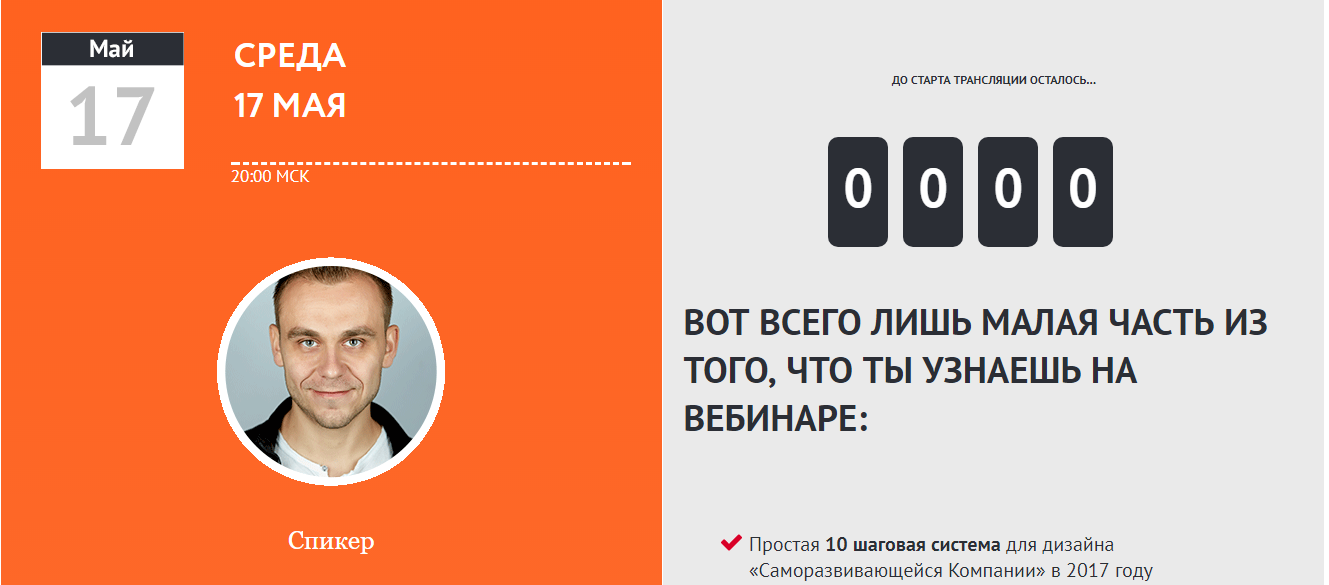 Май
17
СРЕДА
17 МАЯ
20:00 МСК
Спикер
ДО СТАРТА ТРАНСЛЯЦИИ ОСТАЛОСЬ...
0 0 0 0
ВОТ ВСЕГО ЛИШЬ МАЛАЯ ЧАСТЬ ИЗ
ТОГО, ЧТО ТЫ УЗНАЕШЬ НА
ВЕБИНАРЕ:
Простая 10 шаговая система для дизайна
«Саморазвивающейся Компании» в 2017 году